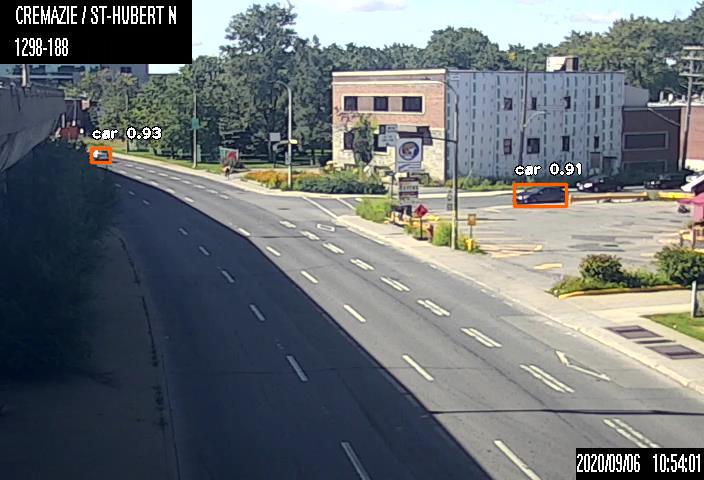 CREMAZIE / ST-HUBERT N
1298-188
car 0.93
car 0.91
2020/09/06 10:54:01